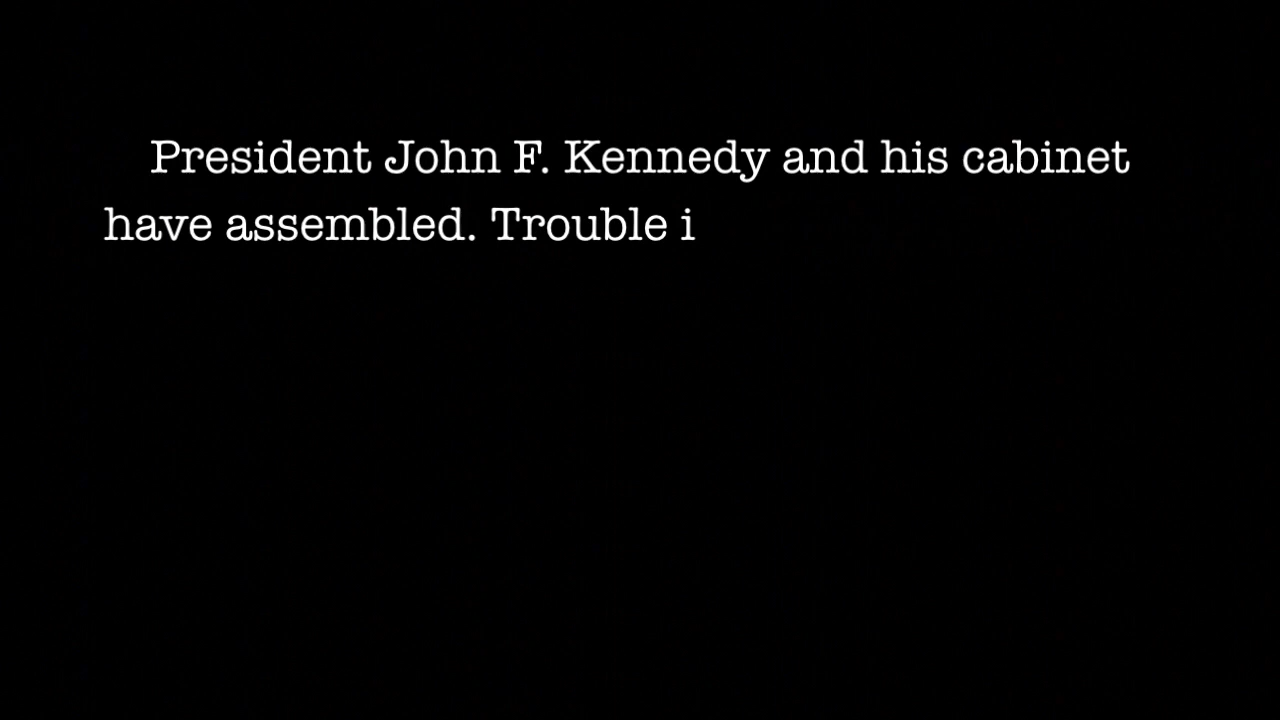 President John F. Kennedy and his cabinet
have assembled. Trouble i